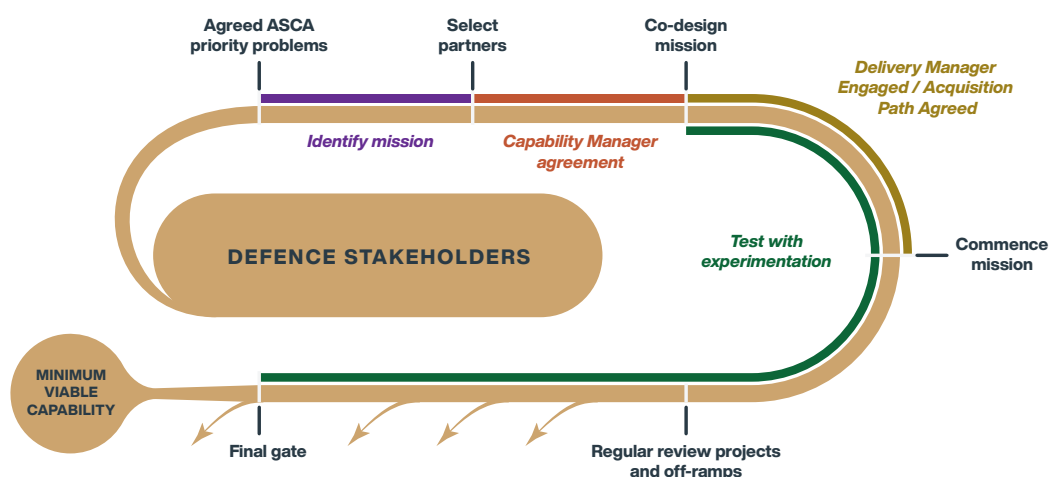 Agreed ASCA
priority problems
Select
partners
Co-design
mission
Delivery Manager
Engaged / Acquisition
Path Agreed
Identify mission
Capability Manager
agreement
Test with
experimentation
DEFENCE STAKEHOLDERS
Commence
mission
MINIMUM
VIABLE
CAPABILITY
Final gate
Regular review projects
and off-ramps